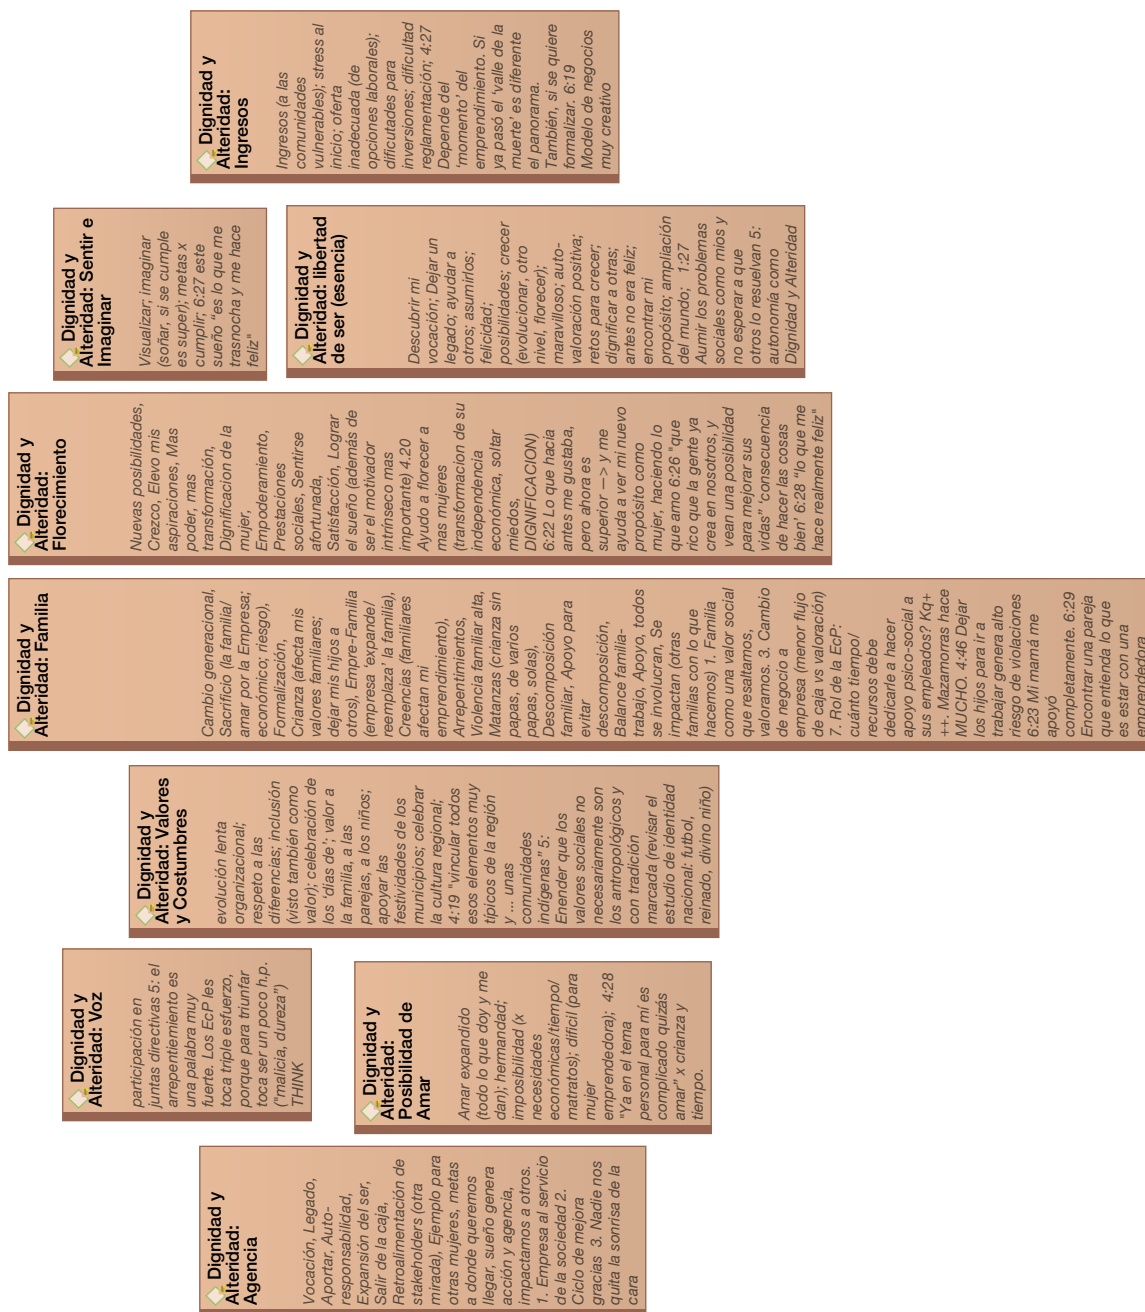 Dignidad y
Alteridad:
Agencia
Vocación, Legado,
Aportar, Auto-
responsabilidad,
Expansión del ser,
Salir de la caja,
Retroalimentación de
stakeholders (otra
mirada), Ejemplo para
otras mujeres, metas
a donde queremos
llegar, sueño genera
acción y agencia,
impactamos a otros.
1. Empresa al servicio
de la sociedad 2.
Ciclo de mejora
gracias 3. Nadie nos
quita la sonrisa de la
cara
Dignidad y
Alteridad: Voz
participación en
juntas directivas 5: el
arrepentiemiento es
una palabra muy
fuerte. Los EcP les
toca triple esfuerzo,
porque para triunfar
toca ser un poco h.p.
("malicia, dureza")
THINK
Dignidad y
Alteridad:
Posibilidad de
Amar
Amar expandido
(todo lo que doy y me
dan); hermandad;
imposibilidad (x
necesidades
económicas/tiempo/
matratos); difícil (para
mujer
emprendedora);  4:28
"Ya en el tema
personal para mí es
complicado quizás
amar" x crianza y
tiempo.
Dignidad y
Alteridad: Valores
y Costumbres
evolución lenta
organizacional;
respeto a las
diferencias; inclusión
(visto también como
valor); celebración de
los 'días de'; valor a
la familia, a las
parejas, a los niños;
apoyar las
festividades de los
municipios; celebrar
la cultura regional;
4:19 "vincular todos
esos elementos muy
típicos de la región
y ... unas
comunidades
indígenas" 5:
Enender que los
valores sociales no
necesariamente son
los antropológicos y
con tradición
marcada (revisar el
estudio de identidad
nacional: futbol,
reinado, divino niño)
Dignidad y
Alteridad: Familia
Cambio generacional,
Sacrificio (la familia/
amar por la Empresa;
económico; riesgo),
Formalización,
Crianza (afecta mis
valores familiares;
dejar mis hijos a
otros), Empre-Familia
(empresa 'expande/
reemplaza' la familia),
Creencias (familiares
afectan mi
emprendimiento),
Arrepentimientos,
Violencia familiar alta,
Matanzas (crianza sin
papas, de varios
papas, solas),
Descomposición
familiar, Apoyo para
evitar
descomposición,
Balance familia-
trabajo, Apoyo, todos
se involucran, Se
impactan (otras
familias con lo que
hacemos) 1. Familia
como una valor social
que resaltamos,
valoramos. 3. Cambio
de negocio a
empresa (menor flujo
de caja vs valoración)
7. Rol de la EcP:
cuánto tiempo/
recursos debe
dedicarle a hacer
apoyo psico-social a
sus empleados? Kq+
++. Mazamorras hace
MUCHO. 4:46 Dejar
los hijos para ir a
trabajar genera alto
riesgo de violaciones
6:23 Mi mamá me
apoyó
completamente. 6:29
Encontrar una pareja
que entienda lo que
es estar con una
emprendedora
Dignidad y
Alteridad:
Florecimiento
Nuevas posibilidades,
Crezco, Elevo mis
aspiraciones, Mas
poder, mas
transformación,
Dignificacion de la
mujer,
Empoderamiento,
Prestaciones
sociales, Sentirse
afortunada,
Satisfacción, Lograr
el sueño (además de
ser el motivador
intrínseco mas
importante) 4.20
Ayudo a florecer a
mas mujeres
(transformacion de su
independencia
económica, soltar
miedos,
DIGNIFICACION)
6:22 Lo que hacia
antes me gustaba,
pero ahora es
superior —> y me
ayuda a ver mi nuevo
propósito como
mujer, haciendo lo
que amo 6:26 "que
rico que la gente ya
crea en nosotros, y
vean una posibilidad
para mejorar sus
vidas" "consecuencia
de hacer las cosas
bien' 6:28 "lo que me
hace realmente feliz"
Dignidad y
Alteridad: Sentir e
Imaginar
Visualizar; imaginar
(soñar, si se cumple
es super); metas x
cumplir; 6:27 este
sueño "es lo que me
trasnocha y me hace
feliz"
Dignidad y
Alteridad: libertad
de ser (esencia)
Descubrir mi
vocación; Dejar un
legado; ayudar a
otros; asumirlos;
felicidad;
posibilidades; crecer
(evolucionar, otro
nivel, florecer);
maravilloso; auto-
valoración positiva;
retos para crecer;
dignificar a otras;
antes no era feliz;
encontrar mi
propósito; ampliación
del mundo;   1:27
Aumir los problemas
sociales como mios y
no esperar a que
otros lo resuelvan 5:
autonomía como
Dignidad y Alteridad
Dignidad y
Alteridad:
Ingresos
Ingresos (a las
comunidades
vulnerables); stress al
inicio; oferta
inadecuada (de
opciones laborales);
dificutades para
inversiones; dificultad
reglamentación; 4:27
Depende del
'momento' del
emprendimiento. Si
ya pasó el 'valle de la
muerte' es diferente
el panorama.
También, si se quiere
formalizar. 6:19
Modelo de negocios
muy creativo